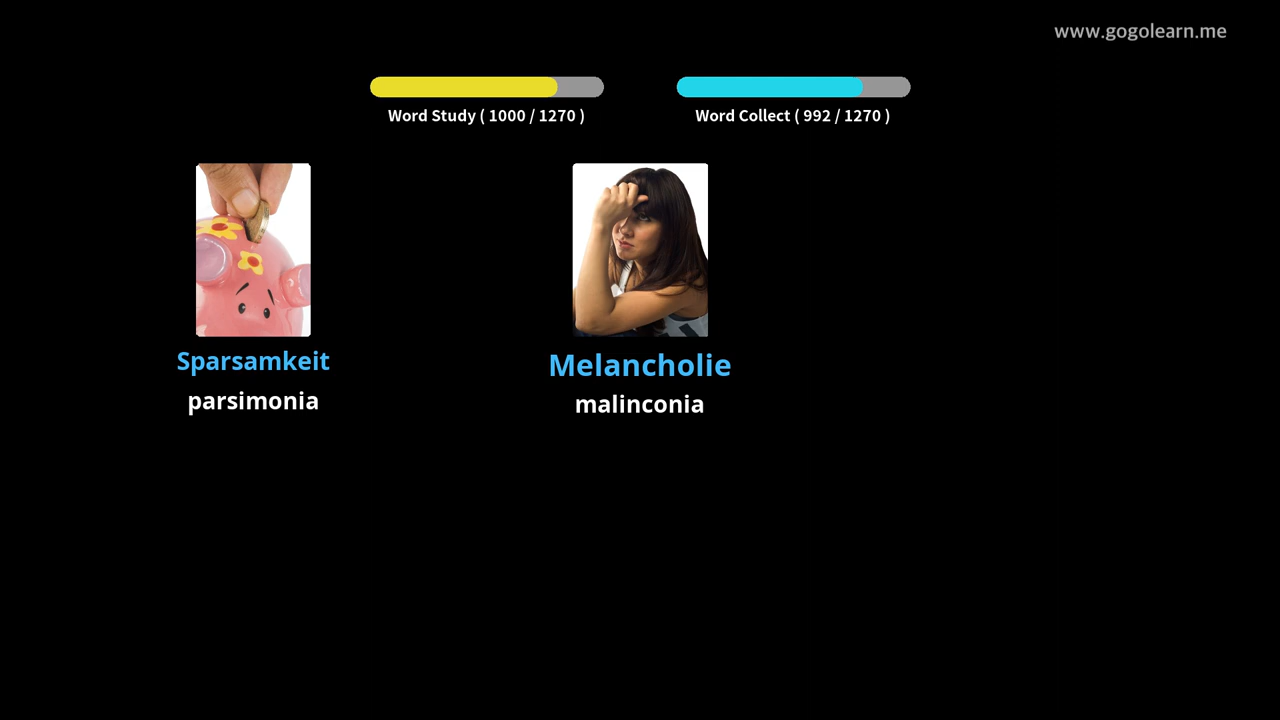 www.gogolearn.me
Word Study ( 1000 / 1270 )
Word Collect ( 992 / 1270 )
Sparsamkeit
parsimonia
Melancholie
malinconia